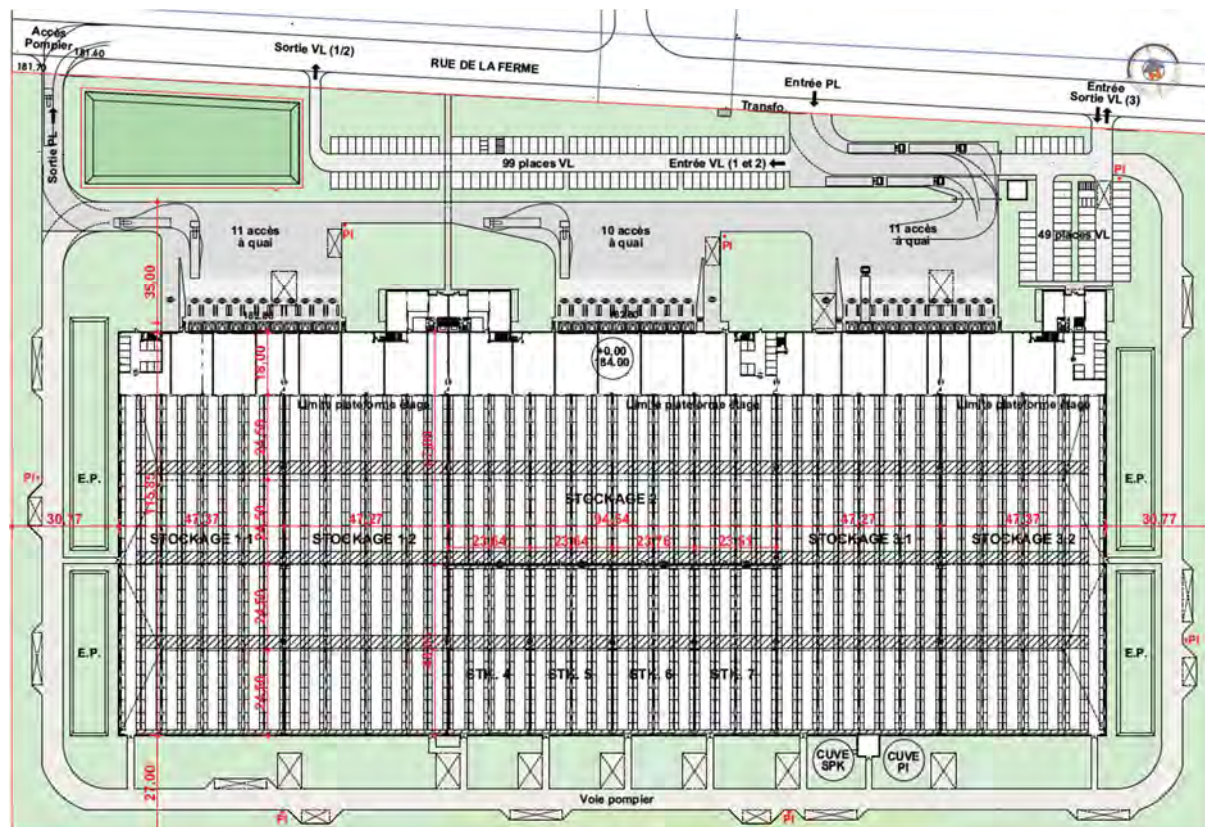 Accès
Pompier
181.60
181.70
Sortie VL (1/2)
RUE DE LA FERME
Entrée PL
Entrée
Sortie VL (3)
Transfo.
Sortie PL
99 places VL
Entrée VL (1 et 2)
PI
11 accès
à quai
PI
10 accès
à quai
PI
11 accès
à quai
49 places VL
35,00
182.80
182.80
±0,00
184.00
18,00
Limite plateforme étage
Limite plateforme étage
Limite plateforme étage
24,50
115,85
E.P.
E.P.
PI
STOCKAGE 2
30,77
47,37
47,27
94,54
47,27
47,37
30,77
24,50
STOCKAGE 1.1
STOCKAGE 1.2
23,64
23,64
23,76
23,51
STOCKAGE 3.1
STOCKAGE 3.2
24,50
PI
E.P.
E.P.
STK. 4
STK. 5
STK. 6
STK. 7
24,50
CUVE
SPK
CUVE
PI
27,00
Voie pompier
PI
PI